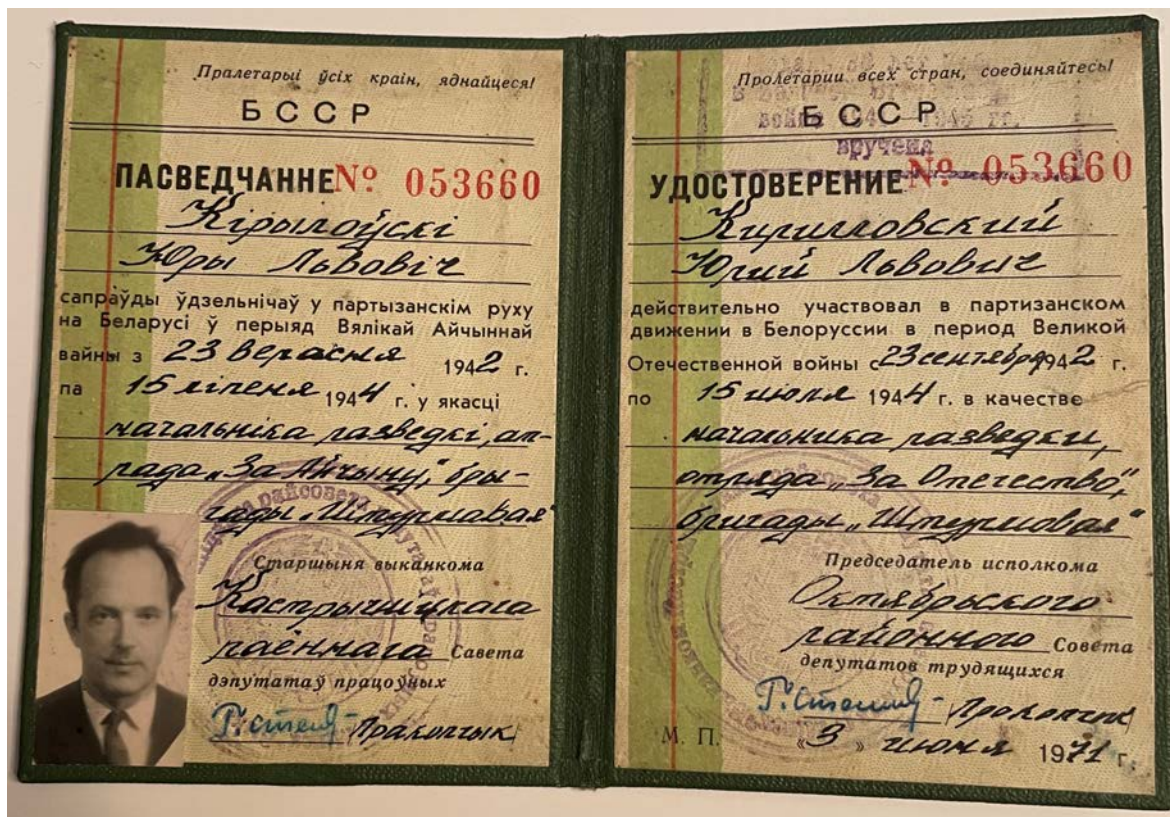 Пралетарыі ўсіх краін, яднайцеся!
БССР
ПАСВЕДЧАННЕ № 053660
Кірылоўскі
Юры Львовіч
сапраўды ўдзельнічаў у партызанскім руху
на Беларусі ў перыяд Вялікай Айчыннай
вайны з 23 верасня 1942 г.
па 15 ліпеня 1944 г. у якасці
начальніка разведкі, ат-
рада „За Айчыну", бры-
гады „Штурмавая"
Старшыня выканкома
Кастрычніцкага
раённага Савета
дэпутатаў працоўных
Пракопчык
Пролетарии всех стран, соединяйтесь!
БССР
вручена
УДОСТОВЕРЕНИЕ № 053660
Кирилловский
Юрий Львович
действительно участвовал в партизанском
движении в Белоруссии в период Великой
Отечественной войны с 23 сентября 1942 г.
по 15 июля 1944 г. в качестве
начальника разведки,
отряда „За Отечество",
бригады „Штурмовая"
Председатель исполкома
Октябрьского
районного Совета
депутатов трудящихся
Прокопчик
М. П. «3» июня 1971 г.